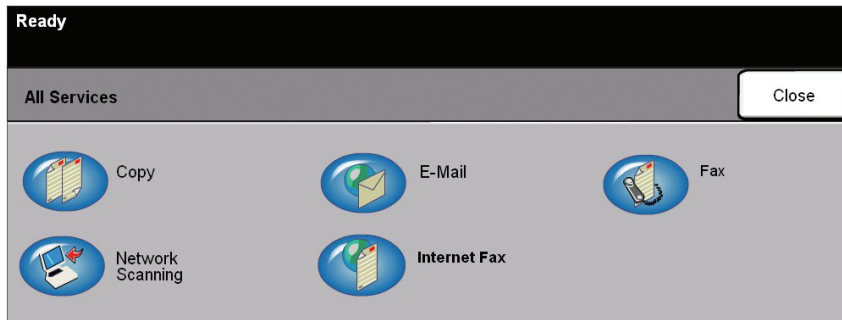 Ready
All Services
Close
Copy
E-Mail
Fax
Network
Scanning
Internet Fax